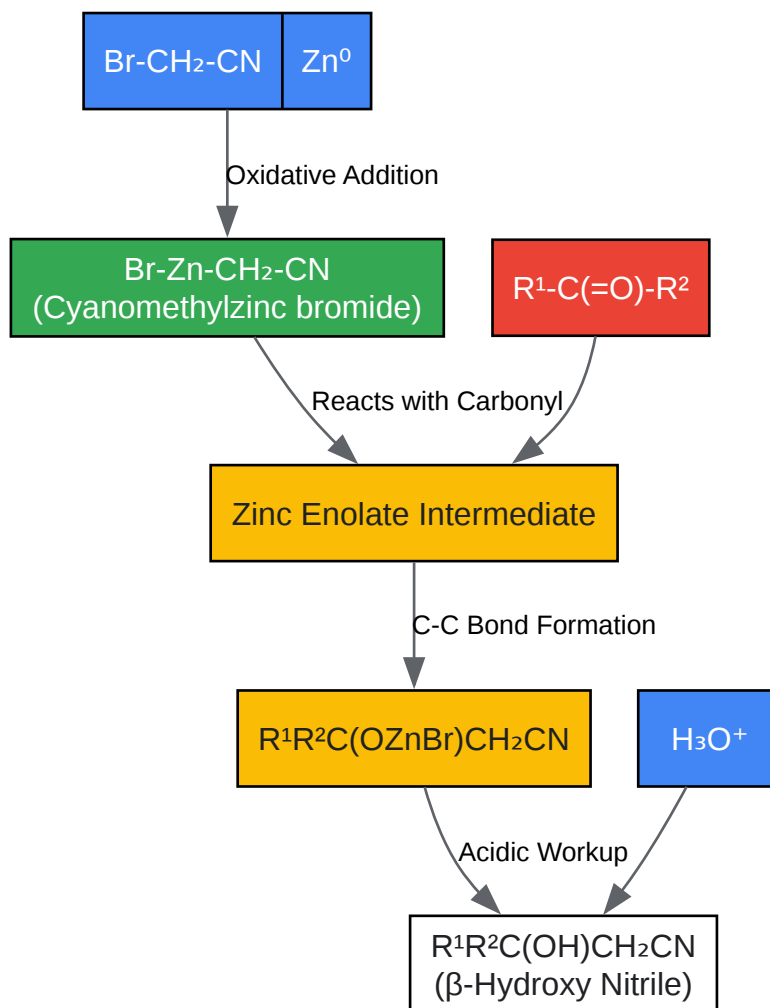 Br-CH₂-CN
Zn⁰
Oxidative Addition
Br-Zn-CH₂-CN
(Cyanomethylzinc bromide)
R¹-C(=O)-R²
Reacts with Carbonyl
Zinc Enolate Intermediate
C-C Bond Formation
R¹R²C(OZnBr)CH₂CN
H₃O⁺
Acidic Workup
R¹R²C(OH)CH₂CN
(β-Hydroxy Nitrile)